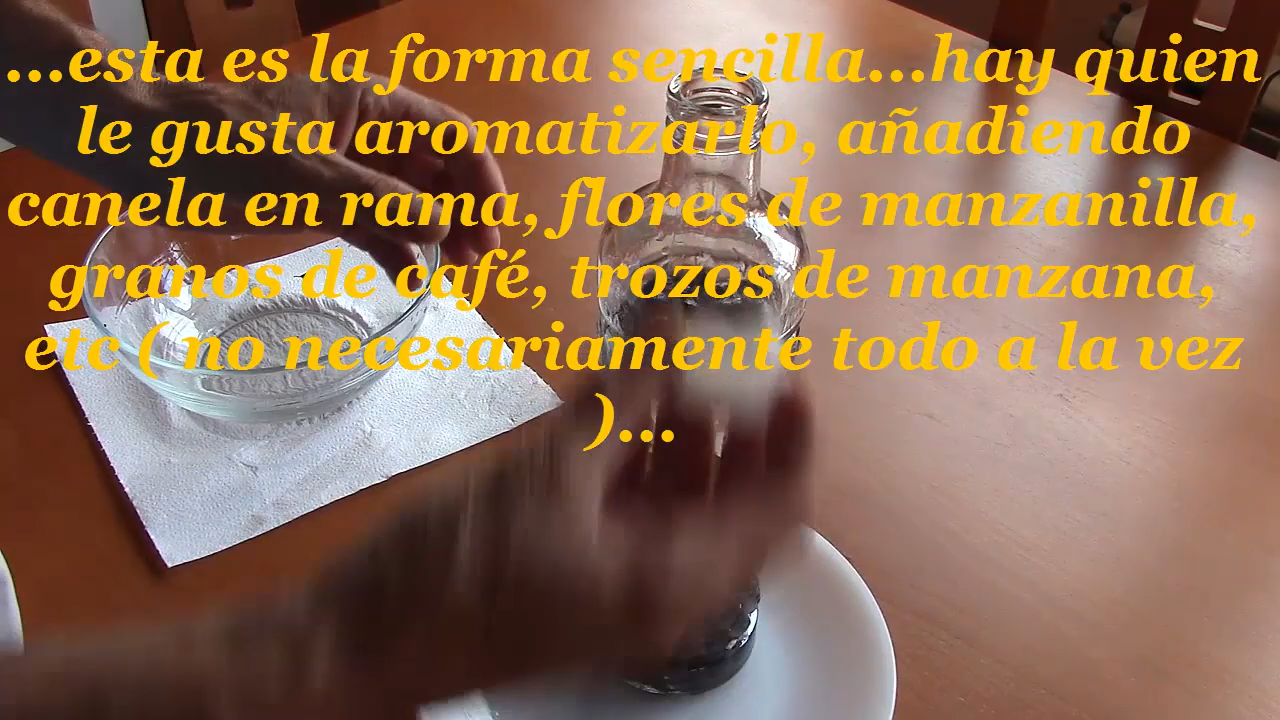 ...esta es la forma sencilla...hay quien
le gusta aromatizarlo, añadiendo
canela en rama, flores de manzanilla,
granos de café, trozos de manzana,
etc ( no necesariamente todo a la vez
)...